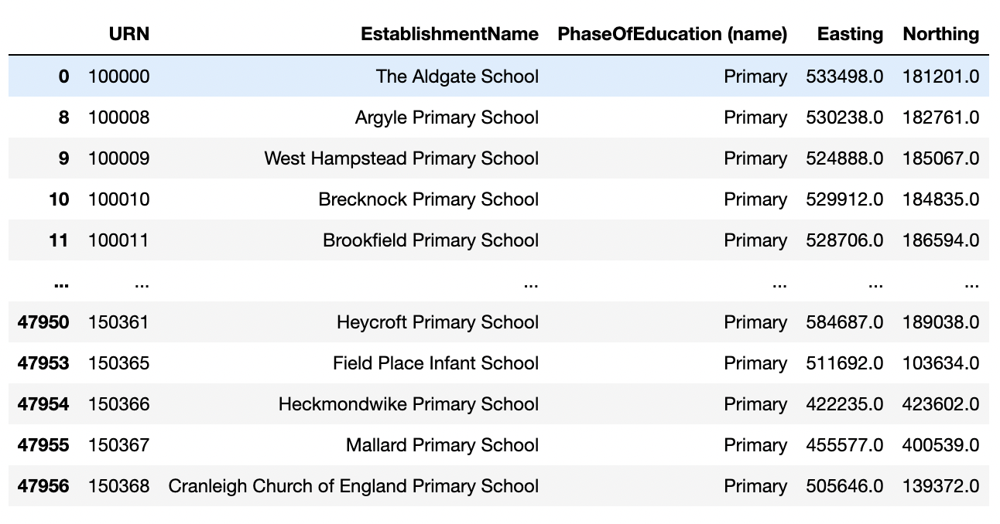 URN EstablishmentName PhaseOfEducation (name) Easting Northing
0 100000 The Aldgate School Primary 533498.0 181201.0
8 100008 Argyle Primary School Primary 530238.0 182761.0
9 100009 West Hampstead Primary School Primary 524888.0 185067.0
10 100010 Brecknock Primary School Primary 529912.0 184835.0
11 100011 Brookfield Primary School Primary 528706.0 186594.0
... ... ... ... ... ...
47950 150361 Heycroft Primary School Primary 584687.0 189038.0
47953 150365 Field Place Infant School Primary 511692.0 103634.0
47954 150366 Heckmondwike Primary School Primary 422235.0 423602.0
47955 150367 Mallard Primary School Primary 455577.0 400539.0
47956 150368 Cranleigh Church of England Primary School Primary 505646.0 139372.0